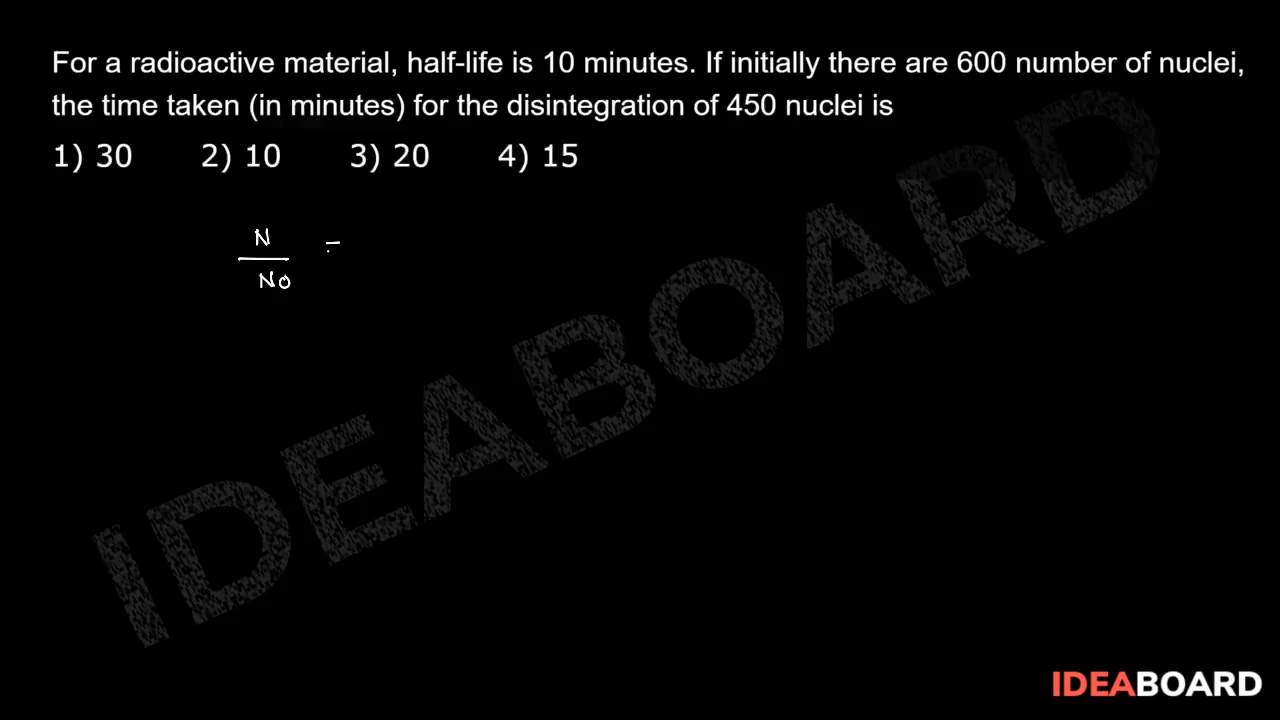 For a radioactive material, half-life is 10 minutes. If initially there are 600 number of nuclei,
the time taken (in minutes) for the disintegration of 450 nuclei is
1) 30 2) 10 3) 20 4) 15
N
=
No
IDEABOARD
IDEABOARD